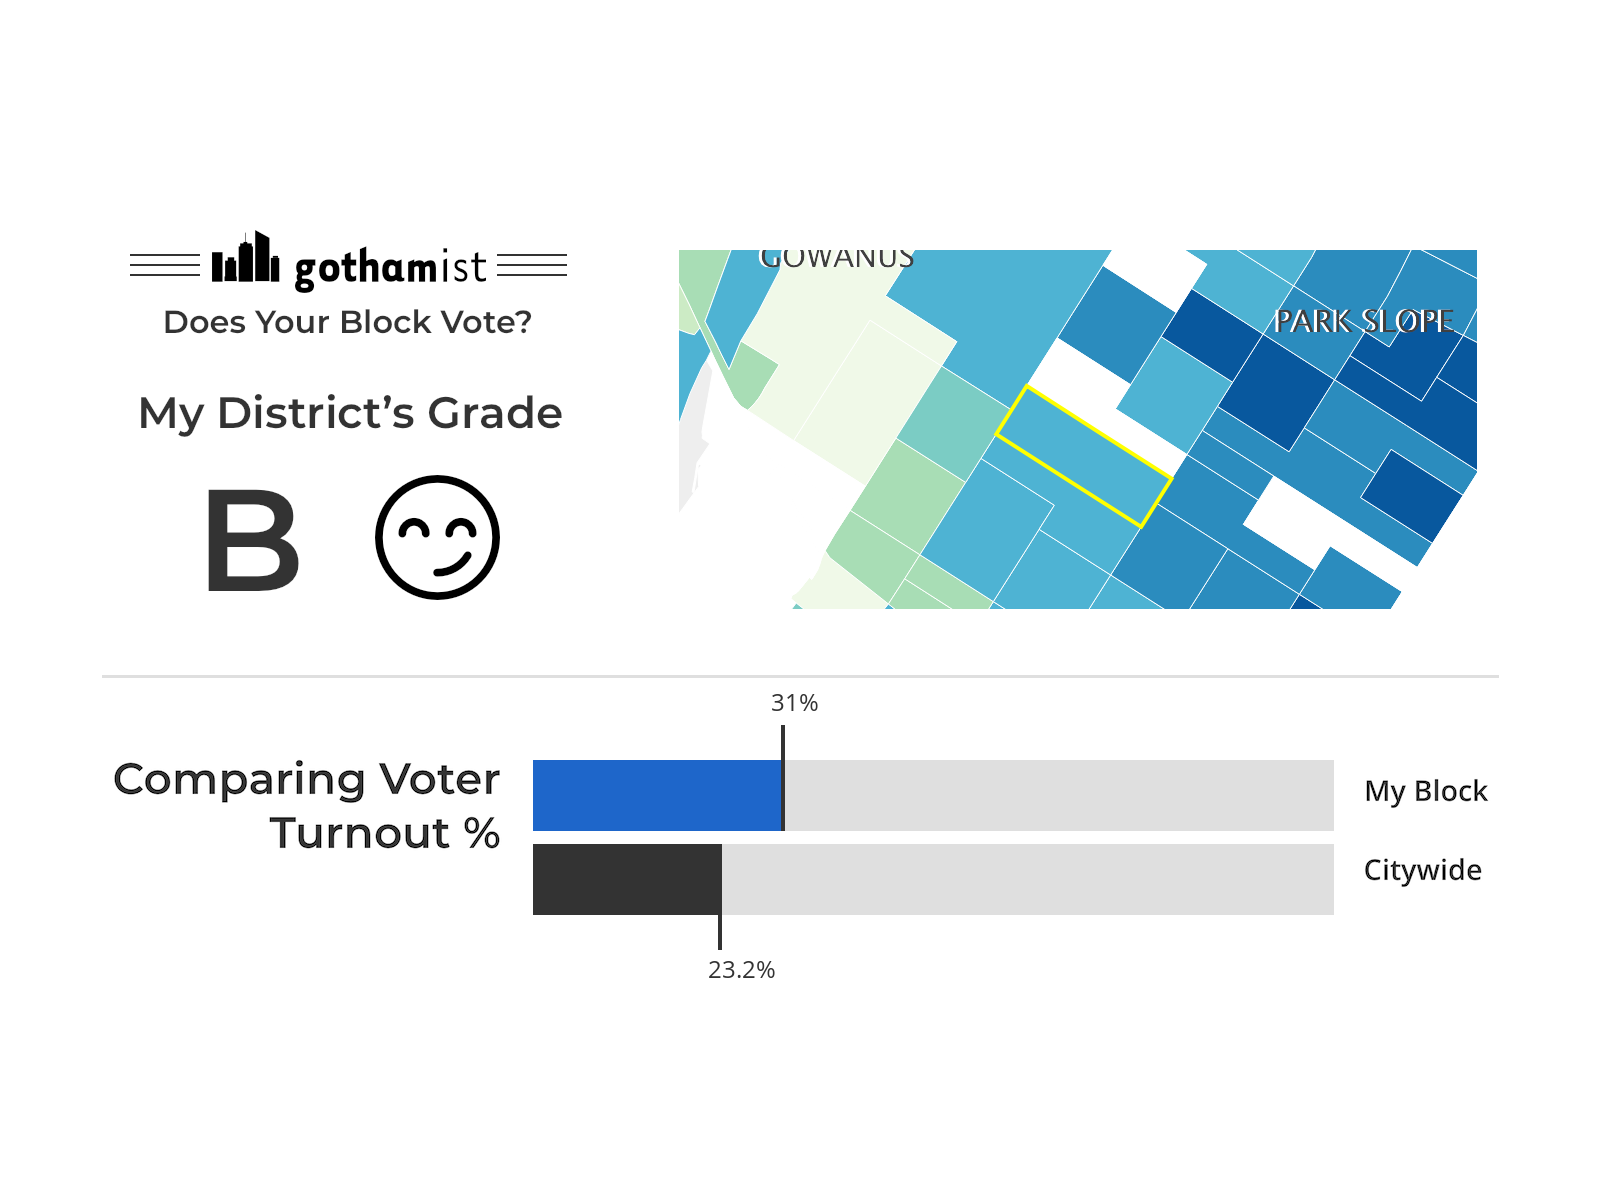 gothamist
Does Your Block Vote?
My District’s Grade
B
GOWANUS
PARK SLOPE
31%
Comparing Voter
Turnout %
My Block
Citywide
23.2%